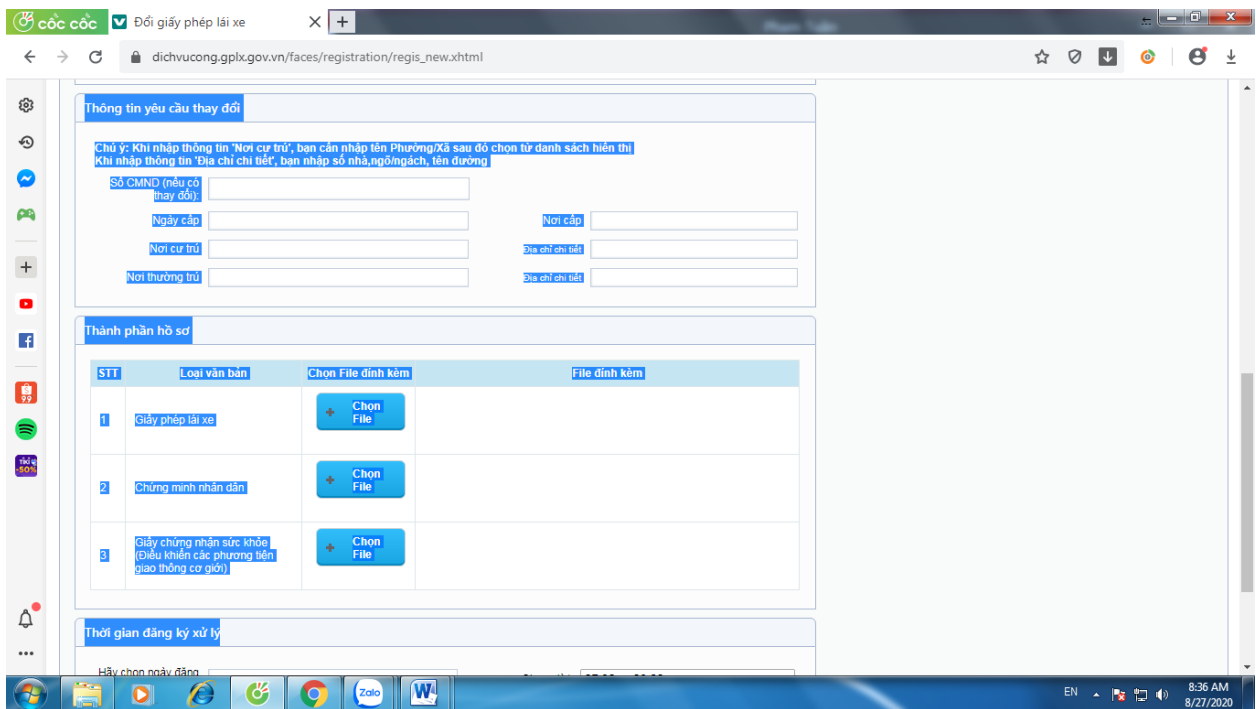 cốc cốc
Đổi giấy phép lái xe
dichvucong.gplx.gov.vn/faces/registration/regis_new.xhtml
Thông tin yêu cầu thay đổi
Chú ý: Khi nhập thông tin 'Nơi cư trú', bạn cần nhập tên Phường/Xã sau đó chọn từ danh sách hiển thị
Khi nhập thông tin 'Địa chỉ chi tiết', bạn nhập số nhà,ngõ/ngách, tên đường
Số CMND (nếu có
thay đổi):
Ngày cấp
Nơi cấp
Nơi cư trú
Địa chỉ chi tiết
Nơi thường trú
Địa chỉ chi tiết
Thành phần hồ sơ
STT Loại văn bản Chọn File đính kèm File đính kèm
1 Giấy phép lái xe
Chọn
File
2 Chứng minh nhân dân
Chọn
File
3 Giấy chứng nhận sức khỏe
(Điều khiển các phương tiện
giao thông cơ giới)
Chọn
File
Thời gian đăng ký xử lý
Hãy chọn ngày đăng
99
Tiki
-50%
Zalo
W
EN
8:36 AM
8/27/2020